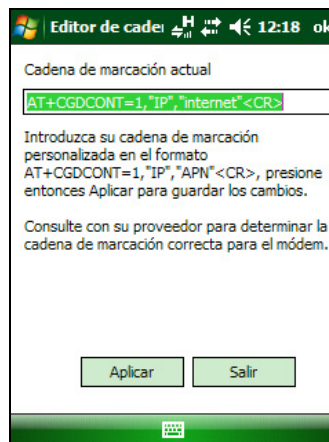 Editor de cade H 12:18 ok
Cadena de marcación actual
AT+CGDCONT=1,"IP","internet"<CR>
Introduzca su cadena de marcación
personalizada en el formato
AT+CGDCONT=1,"IP","APN"<CR>, presione
entonces Aplicar para guardar los cambios.
Consulte con su proveedor para determinar la
cadena de marcación correcta para el módem.
Aplicar Salir